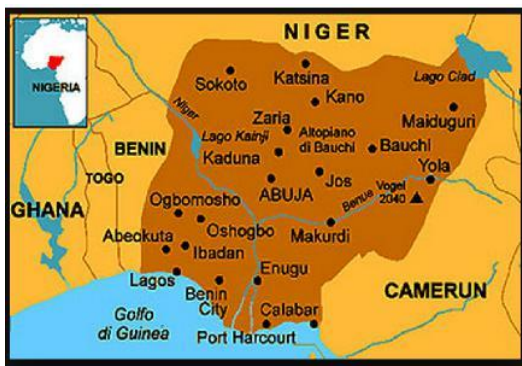 NIGER
NIGERIA
Sokoto
Katsina
Lago Ciad
Kano
Niger
Zaria
Maiduguri
Lago Kainji
Altopiano
di Bauchi
BENIN
Kaduna
Bauchi
TOGO
ABUJA
Jos
Yola
Vogel
2040
Benue
Ogbomosho
GHANA
Oshogbo
Makurdi
Abeokuta
Ibadan
Lagos
Enugu
Benin
City
CAMERUN
Golfo
di Guinea
Calabar
Port Harcourt